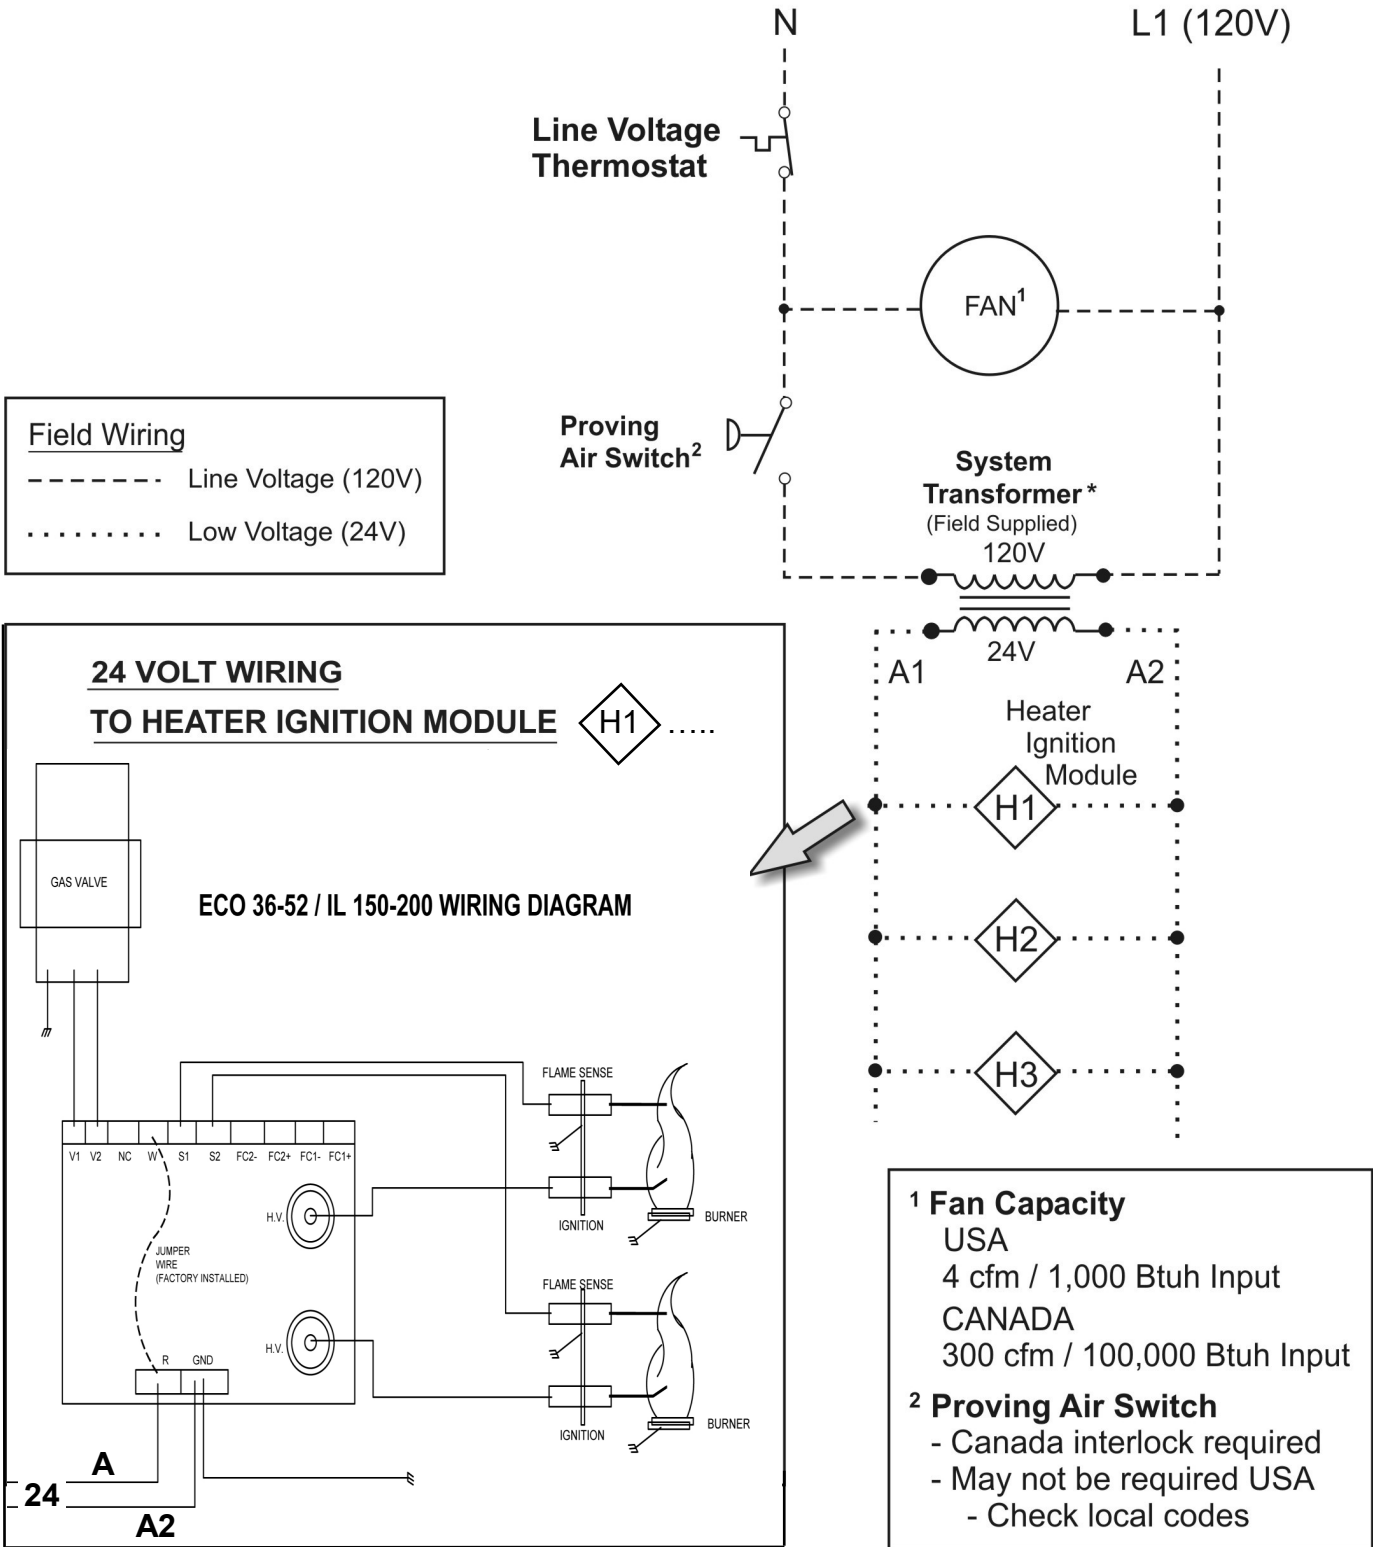 N
L1 (120V)
Line Voltage
Thermostat
FAN¹
Field Wiring
Line Voltage (120V)
Low Voltage (24V)
Proving
Air Switch²
System
Transformer*
(Field Supplied)
120V
24V
A1
A2
Heater
Ignition
Module
H1
H2
H3
24 VOLT WIRING
TO HEATER IGNITION MODULE H1 .....
GAS VALVE
ECO 36-52 / IL 150-200 WIRING DIAGRAM
FLAME SENSE
V1 V2 NC W S1 S2 FC2- FC2+ FC1- FC1+
H.V.
IGNITION
BURNER
JUMPER
WIRE
(FACTORY INSTALLED)
FLAME SENSE
H.V.
R GND
IGNITION
BURNER
A
24
A2
¹ Fan Capacity
USA
4 cfm / 1,000 Btuh Input
CANADA
300 cfm / 100,000 Btuh Input
² Proving Air Switch
- Canada interlock required
- May not be required USA
- Check local codes